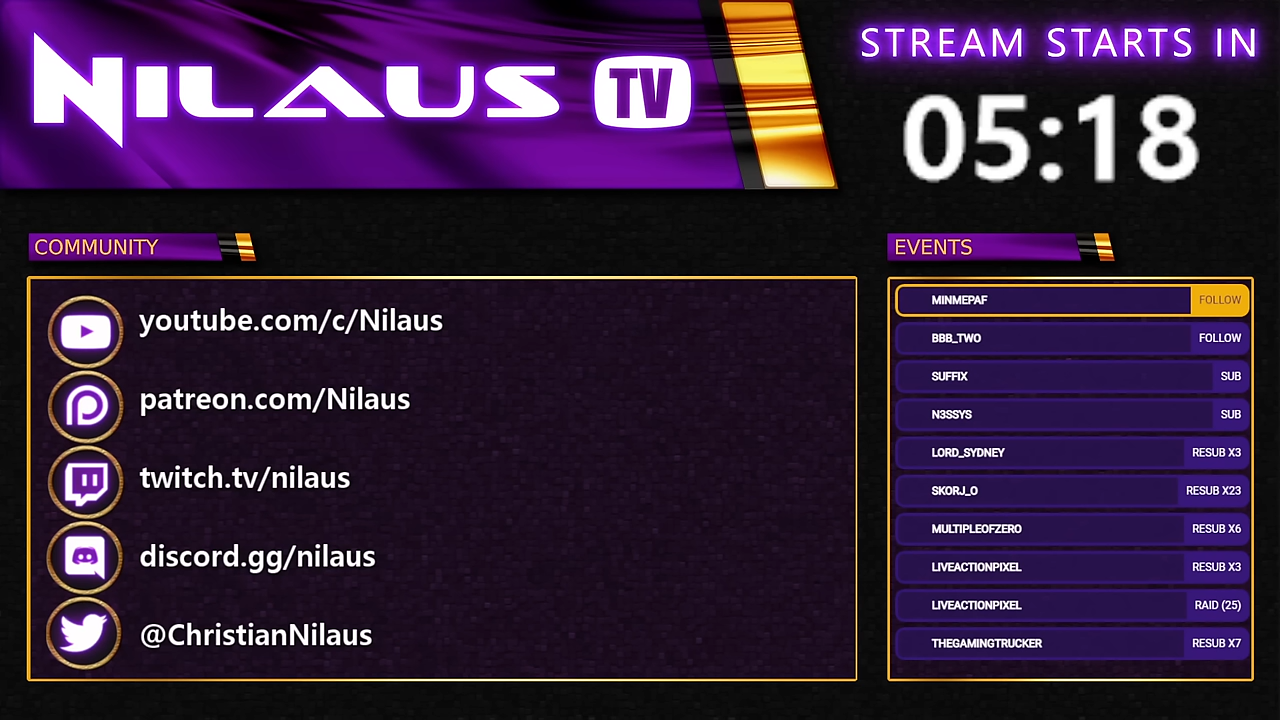 NILAUS TV
STREAM STARTS IN
05:18
COMMUNITY
youtube.com/c/Nilaus
patreon.com/Nilaus
twitch.tv/nilaus
discord.gg/nilaus
@ChristianNilaus
EVENTS
MINMEPAF FOLLOW
BBB_TWO FOLLOW
SUFFIX SUB
N3SSYS SUB
LORD_SYDNEY RESUB X3
SKORJ_O RESUB X23
MULTIPLEOFZERO RESUB X6
LIVEACTIONPIXEL RESUB X3
LIVEACTIONPIXEL RAID (25)
THEGAMINGTRUCKER RESUB X7